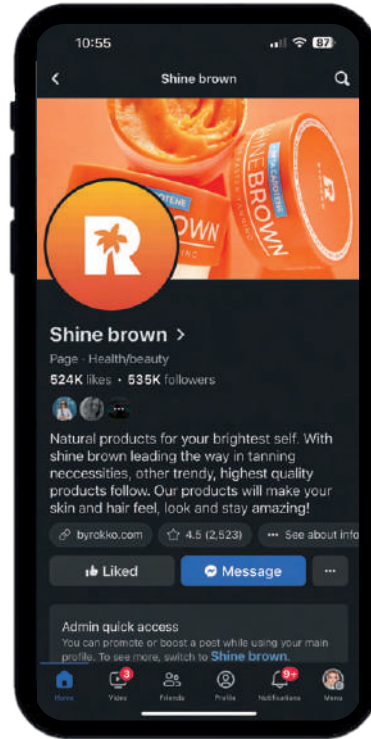 10:55
87
Shine brown
CAROTENE
SHINEBROWN
OWN
R
Shine brown >
Page · Health/beauty
524K likes • 535K followers
Natural products for your brightest self. With
shine brown leading the way in tanning
neccessities, other trendy, highest quality
products follow. Our products will make your
skin and hair feel, look and stay amazing!
byrokko.com
4.5 (2,523)
••• See about info
Liked
Message
Admin quick access
You can promote or boost a post while using your main
profile. To see more, switch to Shine brown.
3
9+
Home
Video
Friends
Profile
Notifications
Menu